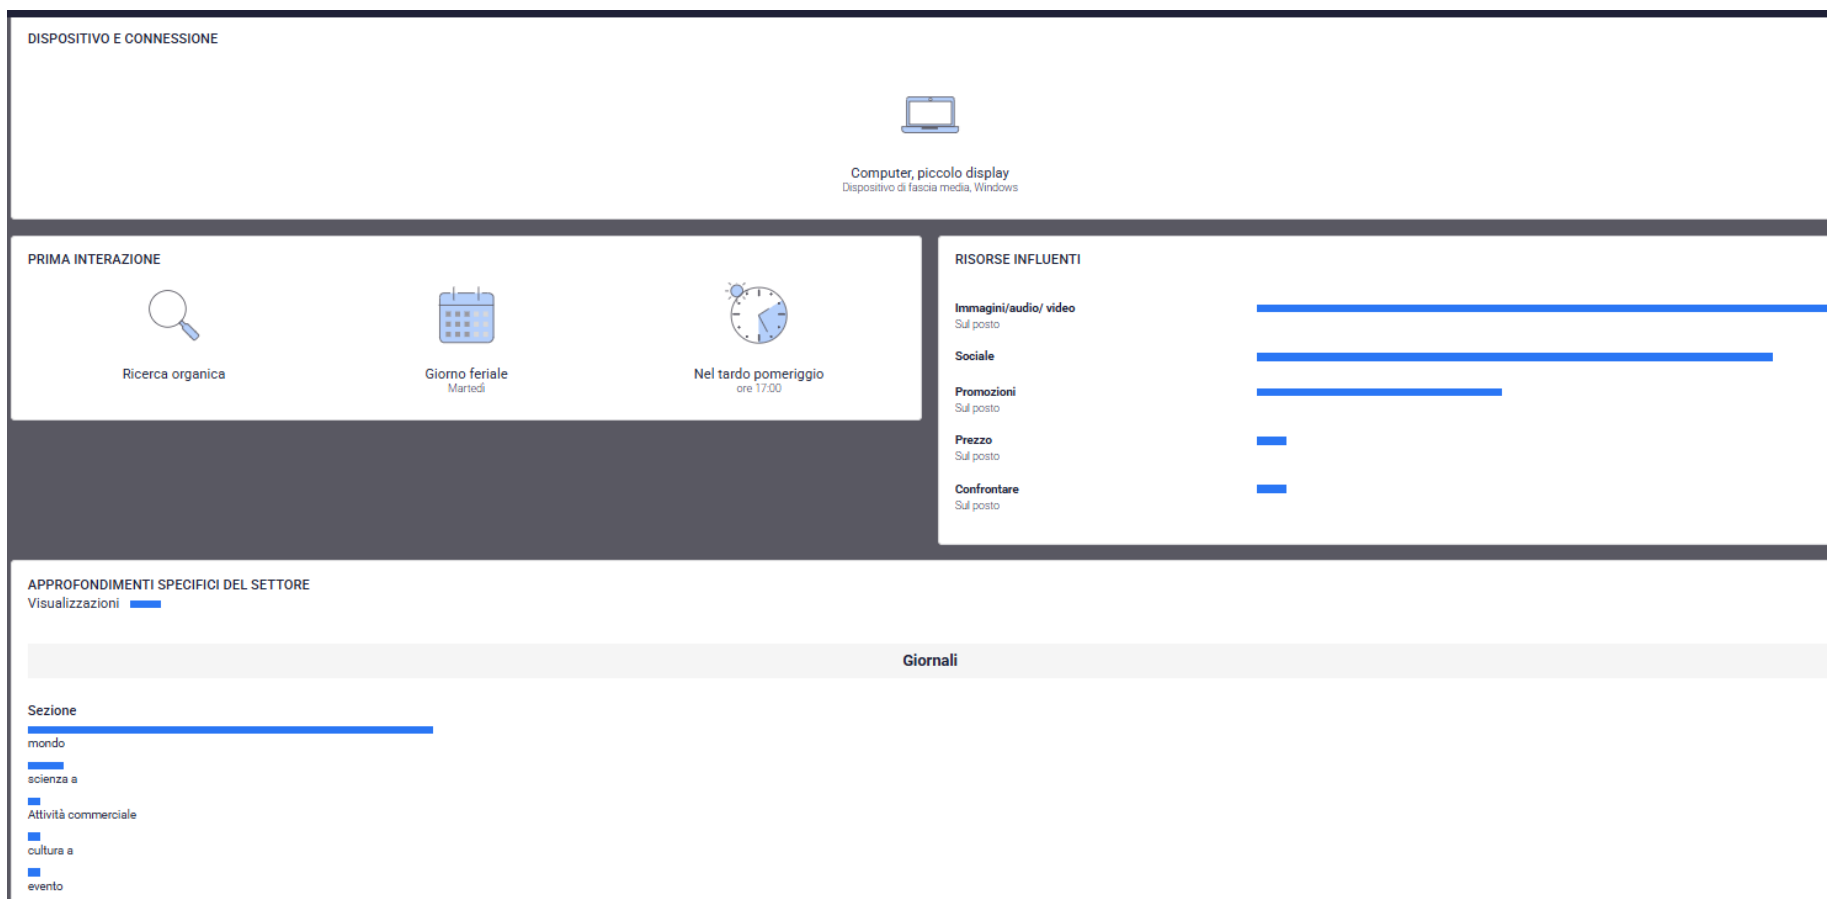 DISPOSITIVO E CONNESSIONE
Computer, piccolo display
Dispositivo di fascia media, Windows
PRIMA INTERAZIONE
Ricerca organica
Giorno feriale
Martedì
Nel tardo pomeriggio
ore 17:00
RISORSE INFLUENTI
Immagini/audio/ video
Sul posto
Sociale
Promozioni
Sul posto
Prezzo
Sul posto
Confrontare
Sul posto
APPROFONDIMENTI SPECIFICI DEL SETTORE
Visualizzazioni
Giornali
Sezione
mondo
scienza a
Attività commerciale
cultura a
evento